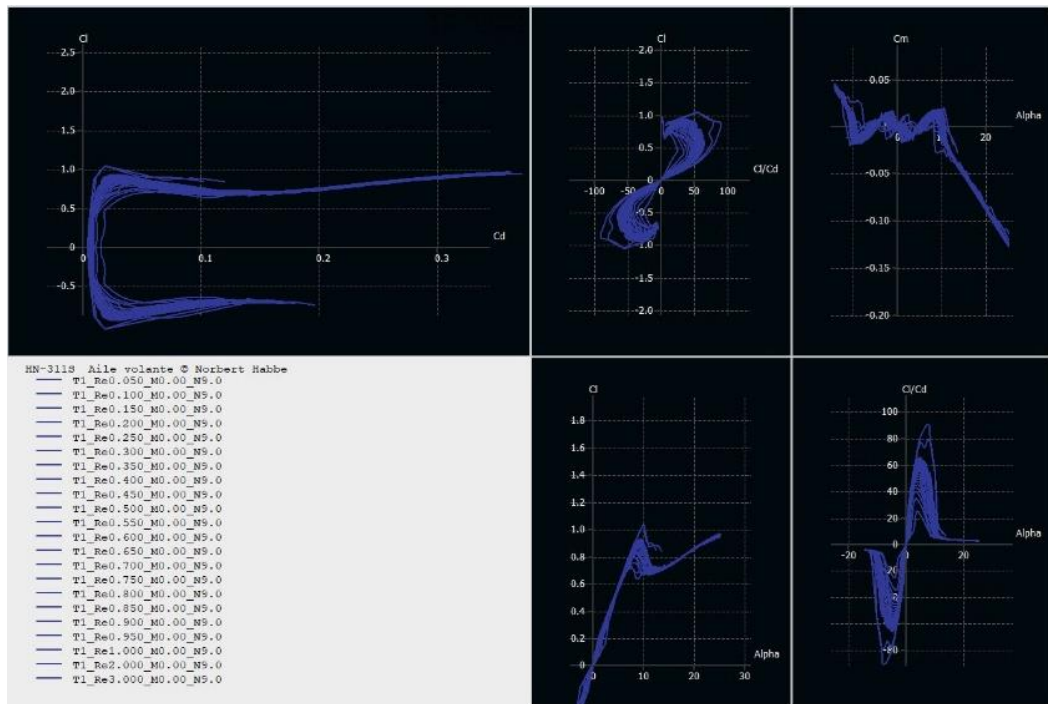 Cl
2.5
2.0
1.5
1.0
0.5
0
-0.5
0
0.1
0.2
0.3
Cd
Cl
2.0
1.5
1.0
0.5
0
-0.5
-1.0
-1.5
-2.0
-100
-50
0
50
100
Cl/Cd
Cm
0.05
-0.05
-0.10
-0.15
-0.20
0
10
20
Alpha
HN-311S Aile volante © Norbert Habbe
T1_Re0.050_M0.00_N9.0
T1_Re0.100_M0.00_N9.0
T1_Re0.150_M0.00_N9.0
T1_Re0.200_M0.00_N9.0
T1_Re0.250_M0.00_N9.0
T1_Re0.300_M0.00_N9.0
T1_Re0.350_M0.00_N9.0
T1_Re0.400_M0.00_N9.0
T1_Re0.450_M0.00_N9.0
T1_Re0.500_M0.00_N9.0
T1_Re0.550_M0.00_N9.0
T1_Re0.600_M0.00_N9.0
T1_Re0.650_M0.00_N9.0
T1_Re0.700_M0.00_N9.0
T1_Re0.750_M0.00_N9.0
T1_Re0.800_M0.00_N9.0
T1_Re0.850_M0.00_N9.0
T1_Re0.900_M0.00_N9.0
T1_Re0.950_M0.00_N9.0
T1_Re1.000_M0.00_N9.0
T1_Re2.000_M0.00_N9.0
T1_Re3.000_M0.00_N9.0
Cl
1.8
1.6
1.4
1.2
1.0
0.8
0.6
0.4
0.2
0
0
10
20
30
Alpha
Cl/Cd
100
80
60
40
20
0
-20
0
20
Alpha